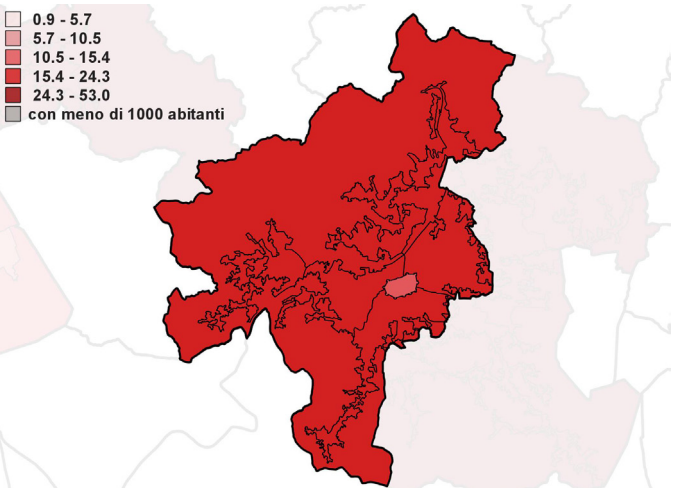 0.9 - 5.7
5.7 - 10.5
10.5 - 15.4
15.4 - 24.3
24.3 - 53.0
con meno di 1000 abitanti